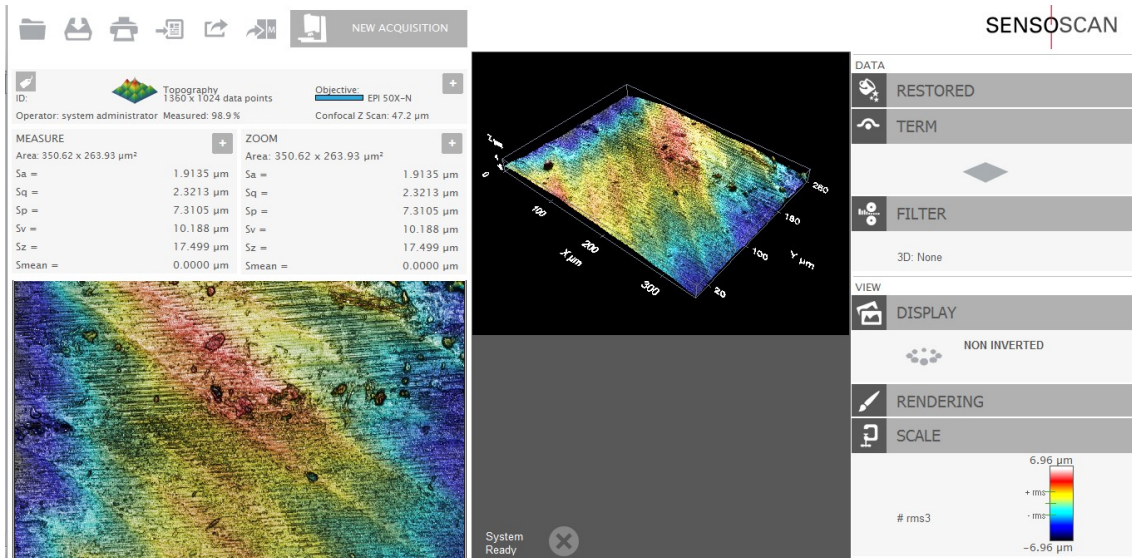 NEW ACQUISITION
SENSOSCAN
ID:
Topography
1360 x 1024 data points
Objective:
EPI 50X-N
Operator: system administrator Measured: 98.9%
Confocal Z Scan: 47.2 µm
MEASURE
Area: 350.62 x 263.93 µm²
Sa = 1.9135 µm
Sq = 2.3213 µm
Sp = 7.3105 µm
Sv = 10.188 µm
Sz = 17.499 µm
Smean = 0.0000 µm
ZOOM
Area: 350.62 x 263.93 µm²
Sa = 1.9135 µm
Sq = 2.3213 µm
Sp = 7.3105 µm
Sv = 10.188 µm
Sz = 17.499 µm
Smean = 0.0000 µm
0
100
200
300
X µm
20
100
180
260
Y µm
System
Ready
DATA
RESTORED
TERM
FILTER
3D: None
VIEW
DISPLAY
NON INVERTED
RENDERING
SCALE
6.96 µm
+ rms
- rms
# rms3
-6.96 µm